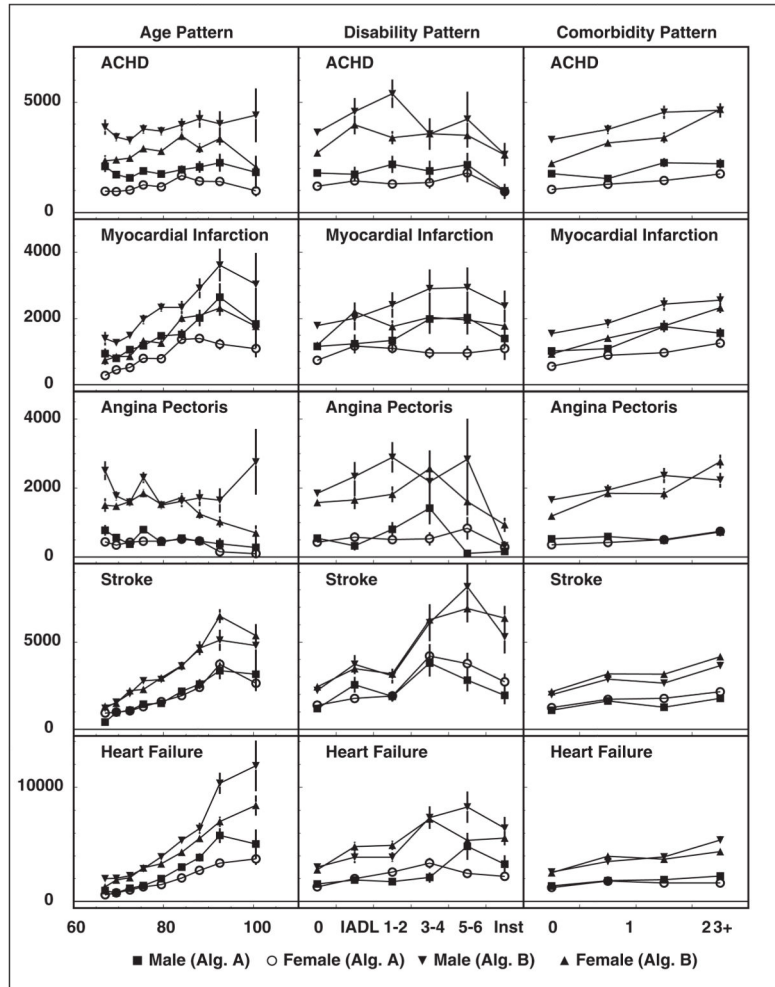 Age Pattern Disability Pattern Comorbidity Pattern
ACHD ACHD ACHD
5000
0
Myocardial Infarction Myocardial Infarction Myocardial Infarction
4000
2000
0
Angina Pectoris Angina Pectoris Angina Pectoris
4000
2000
0
Stroke Stroke Stroke
5000
0
Heart Failure Heart Failure Heart Failure
10000
0
60 80 100 0 IADL 1-2 3-4 5-6 Inst 0 1 2 3+
■ Male (Alg. A) ○ Female (Alg. A) ▼ Male (Alg. B) ▲ Female (Alg. B)